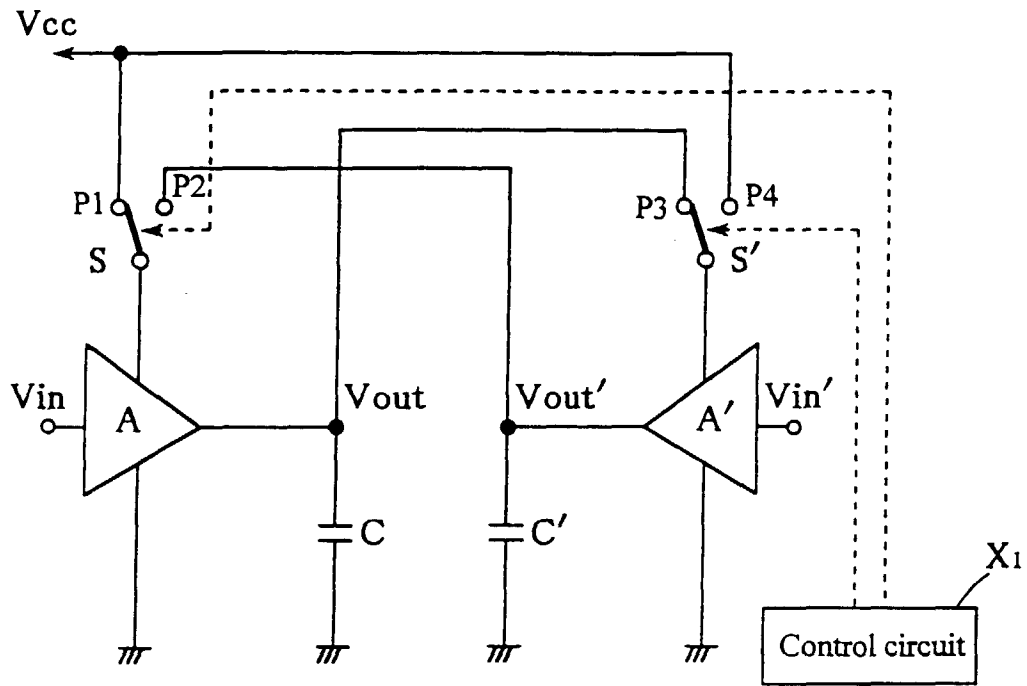 Vcc
P1
P2
P3
P4
S
S′
Vin
A
Vout
Vout′
A′
Vin′
C
C′
X1
Control circuit